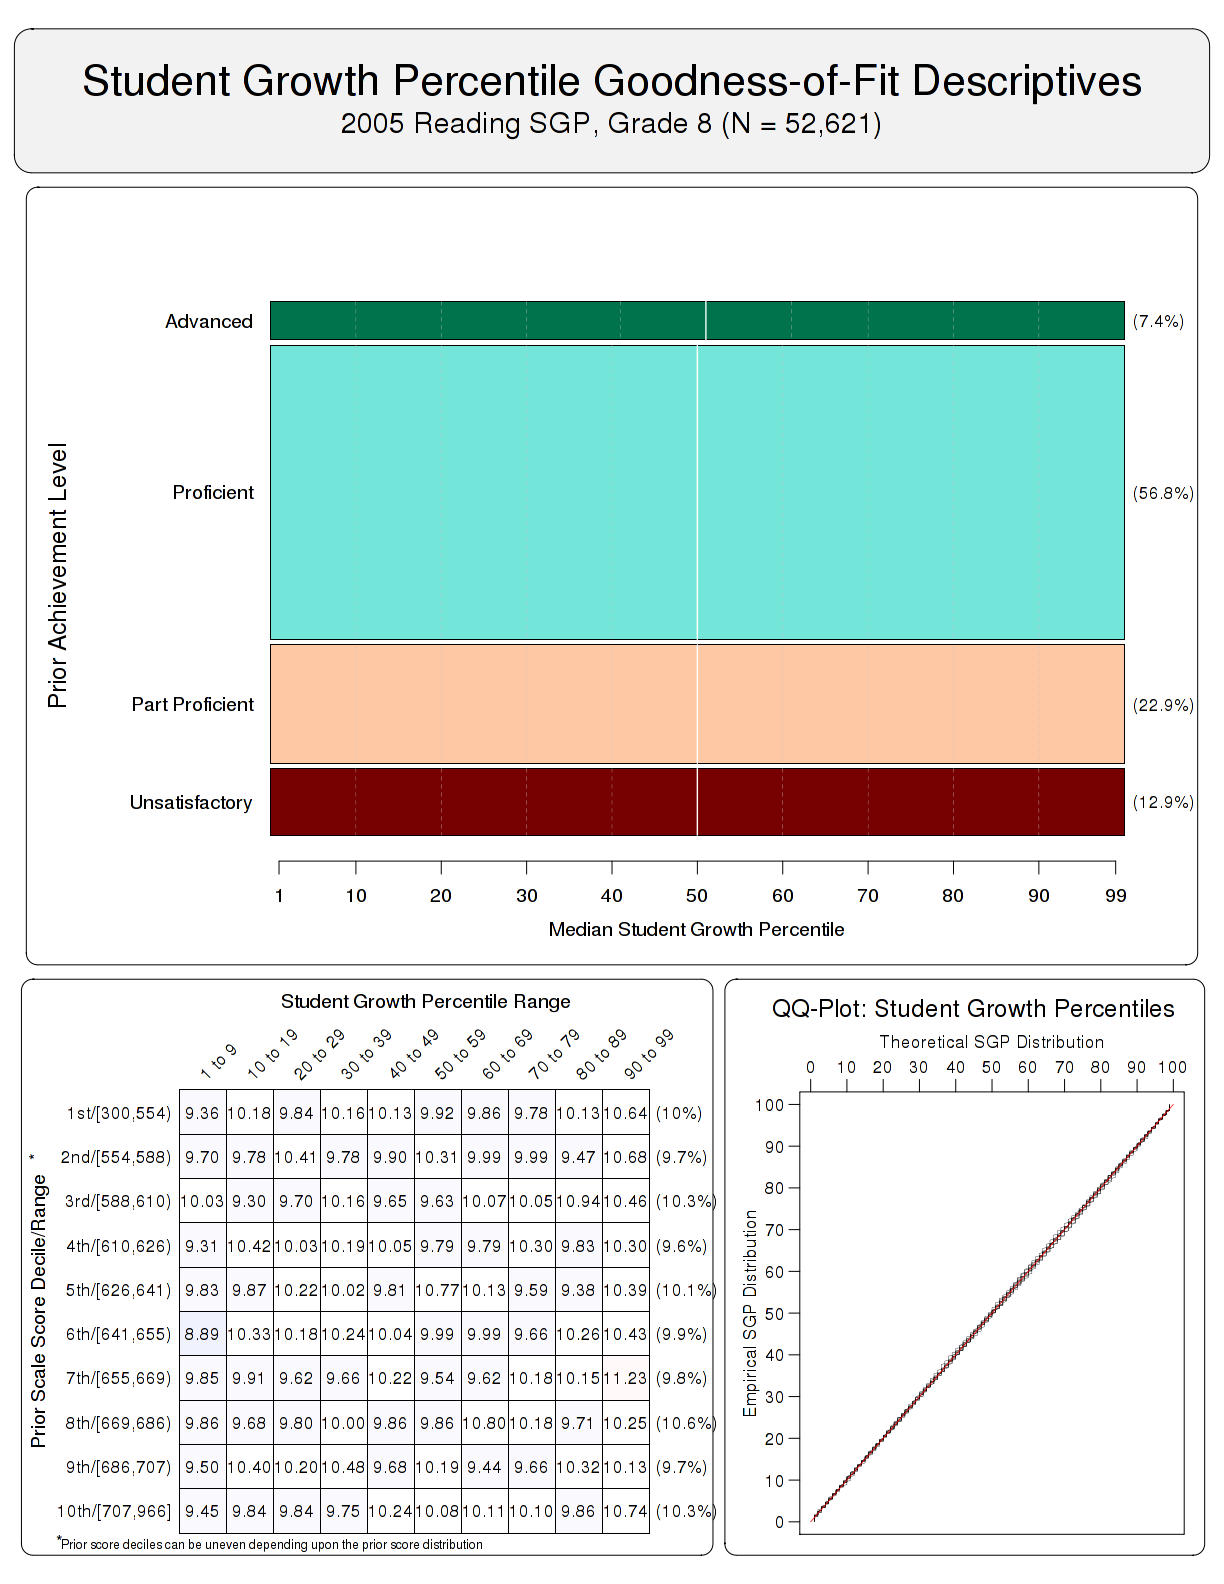 Student Growth Percentile Goodness-of-Fit Descriptives
2005 Reading SGP, Grade 8 (N = 52,621)
Prior Achievement Level
Advanced (7.4%)
Proficient (56.8%)
Part Proficient (22.9%)
Unsatisfactory (12.9%)
1 10 20 30 40 50 60 70 80 90 99
Median Student Growth Percentile
Student Growth Percentile Range
1 to 9 10 to 19 20 to 29 30 to 39 40 to 49 50 to 59 60 to 69 70 to 79 80 to 89 90 to 99
Prior Scale Score Decile/Range *
1st/[300,554) 9.36 10.18 9.84 10.16 10.13 9.92 9.86 9.78 10.13 10.64 (10%)
2nd/[554,588) 9.70 9.78 10.41 9.78 9.90 10.31 9.99 9.99 9.47 10.68 (9.7%)
3rd/[588,610) 10.03 9.30 9.70 10.16 9.65 9.63 10.07 10.05 10.94 10.46 (10.3%)
4th/[610,626) 9.31 10.42 10.03 10.19 10.05 9.79 9.79 10.30 9.83 10.30 (9.6%)
5th/[626,641) 9.83 9.87 10.22 10.02 9.81 10.77 10.13 9.59 9.38 10.39 (10.1%)
6th/[641,655) 8.89 10.33 10.18 10.24 10.04 9.99 9.99 9.66 10.26 10.43 (9.9%)
7th/[655,669) 9.85 9.91 9.62 9.66 10.22 9.54 9.62 10.18 10.15 11.23 (9.8%)
8th/[669,686) 9.86 9.68 9.80 10.00 9.86 9.86 10.80 10.18 9.71 10.25 (10.6%)
9th/[686,707) 9.50 10.40 10.20 10.48 9.68 10.19 9.44 9.66 10.32 10.13 (9.7%)
10th/[707,966] 9.45 9.84 9.84 9.75 10.24 10.08 10.11 10.10 9.86 10.74 (10.3%)
*Prior score deciles can be uneven depending upon the prior score distribution
QQ-Plot: Student Growth Percentiles
Theoretical SGP Distribution
0 10 20 30 40 50 60 70 80 90 100
Empirical SGP Distribution
100
90
80
70
60
50
40
30
20
10
0